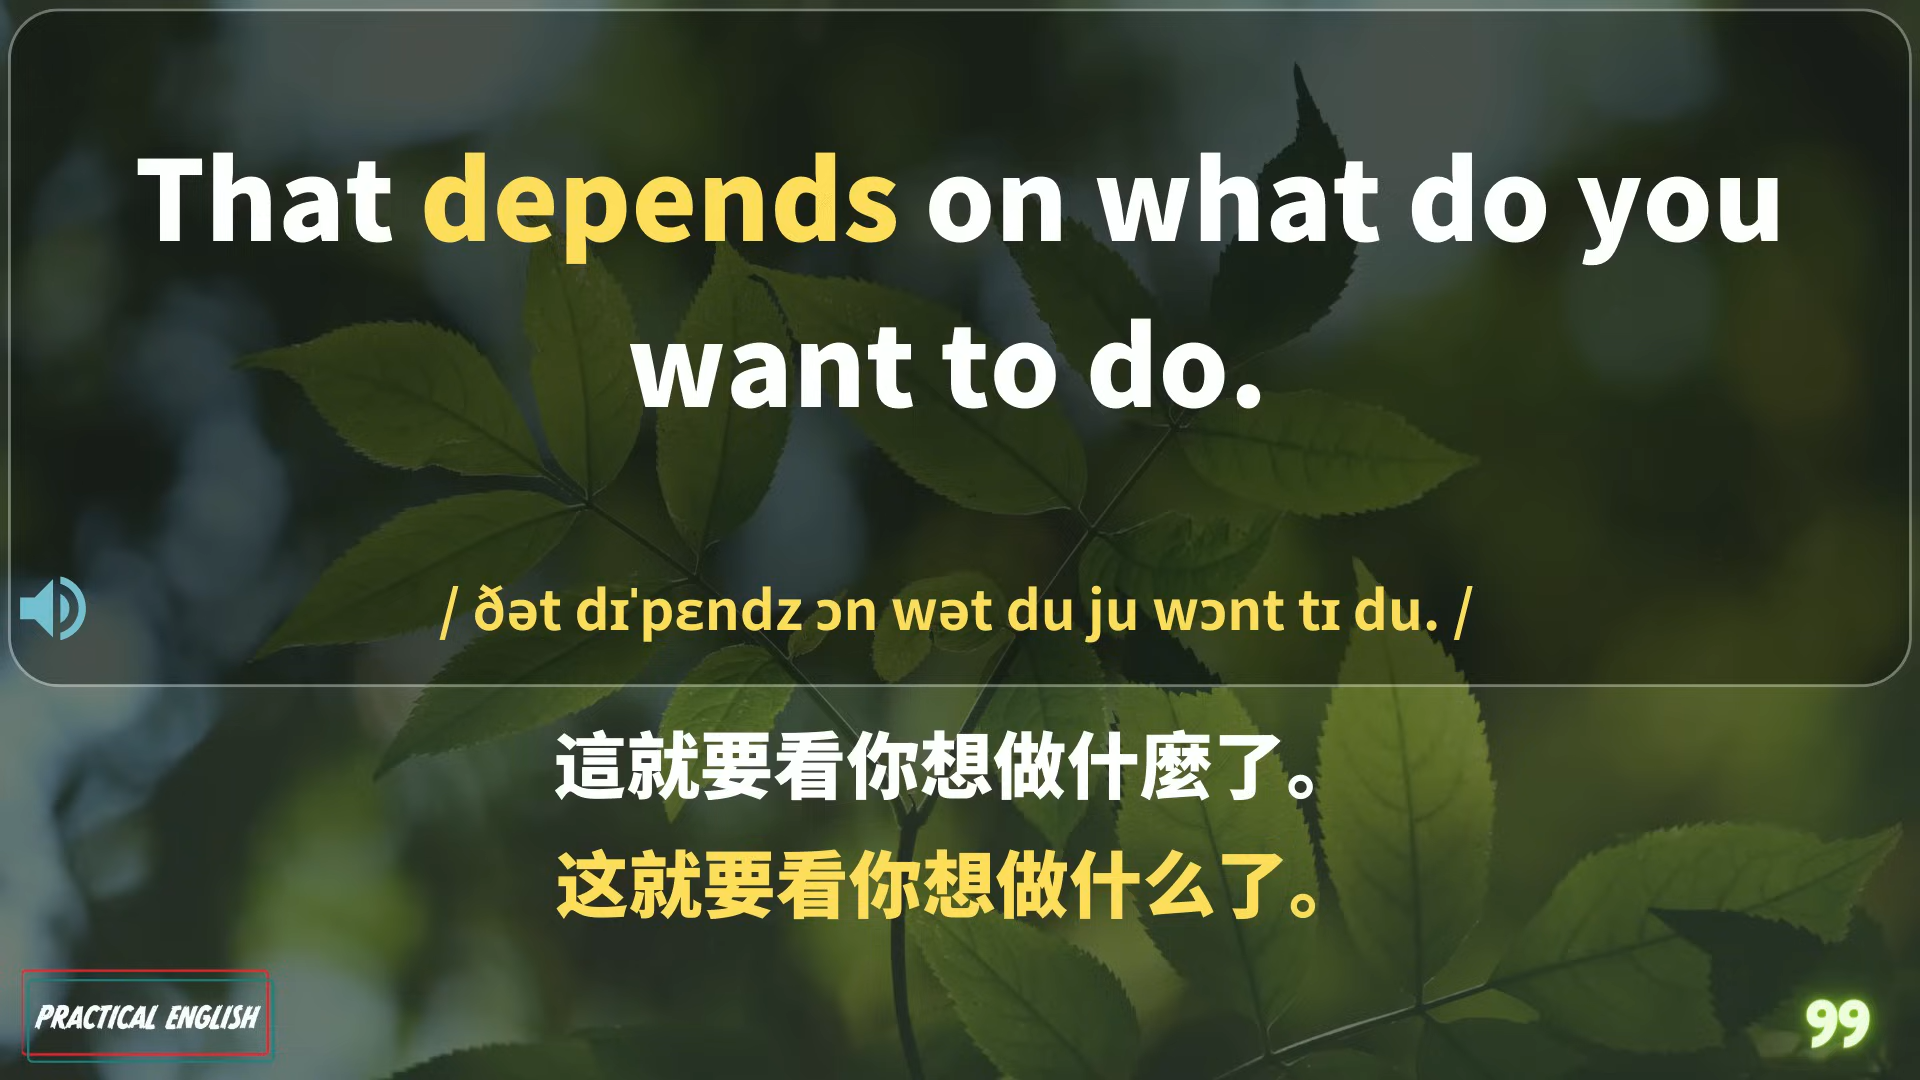 That depends on what do you
want to do.
/ ðət dɪˈpɛndz ɔn wət du ju wɔnt tɪ du. /
這就要看你想做什麼了。
这就要看你想做什么了。
PRACTICAL ENGLISH
99